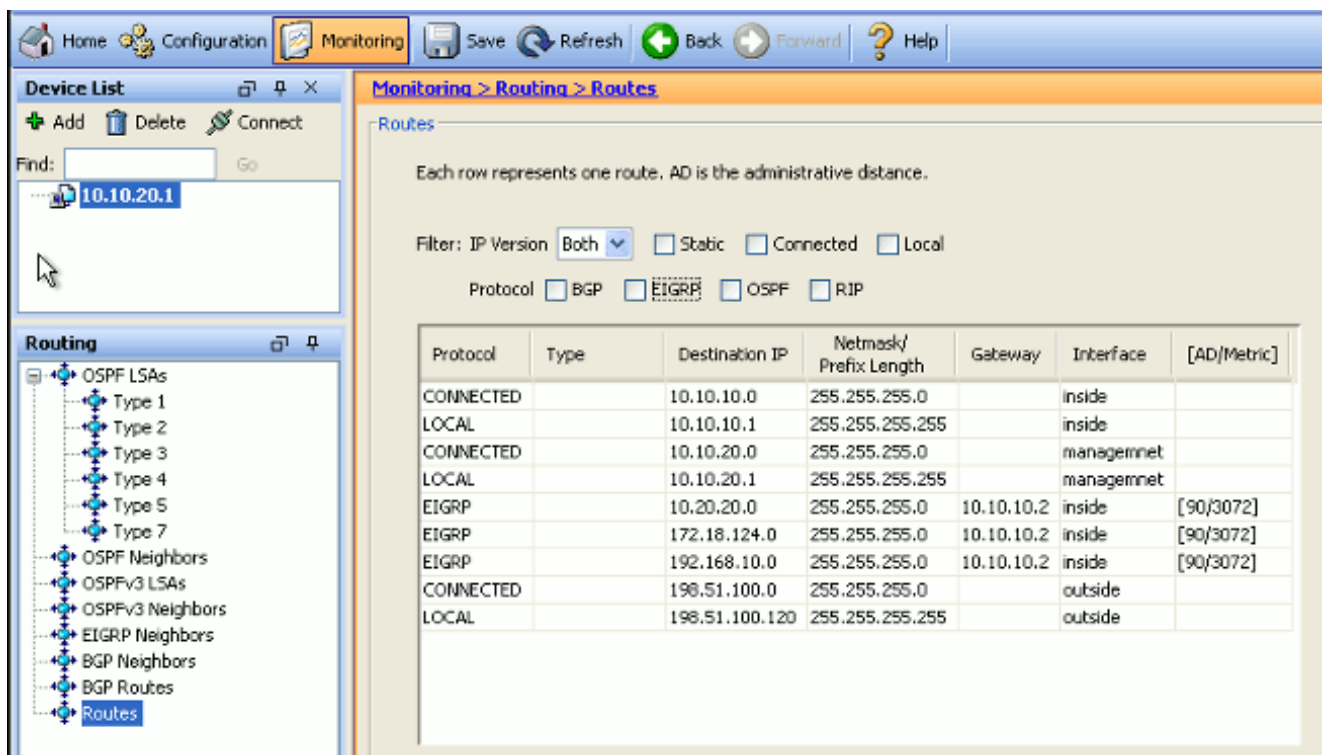 Home Configuration Monitoring Save Refresh Back Forward Help
Device List
Add Delete Connect
Find: Go
10.10.20.1
Routing
OSPF LSAs
Type 1
Type 2
Type 3
Type 4
Type 5
Type 7
OSPF Neighbors
OSPFv3 LSAs
OSPFv3 Neighbors
EIGRP Neighbors
BGP Neighbors
BGP Routes
Routes
Monitoring > Routing > Routes
Routes
Each row represents one route. AD is the administrative distance.
Filter: IP Version Both Static Connected Local
Protocol BGP EIGRP OSPF RIP
Protocol Type Destination IP Netmask/ Prefix Length Gateway Interface [AD/Metric]
CONNECTED 10.10.10.0 255.255.255.0 inside
LOCAL 10.10.10.1 255.255.255.255 inside
CONNECTED 10.10.20.0 255.255.255.0 managemnet
LOCAL 10.10.20.1 255.255.255.255 managemnet
EIGRP 10.20.20.0 255.255.255.0 10.10.10.2 inside [90/3072]
EIGRP 172.18.124.0 255.255.255.0 10.10.10.2 inside [90/3072]
EIGRP 192.168.10.0 255.255.255.0 10.10.10.2 inside [90/3072]
CONNECTED 198.51.100.0 255.255.255.0 outside
LOCAL 198.51.100.120 255.255.255.255 outside